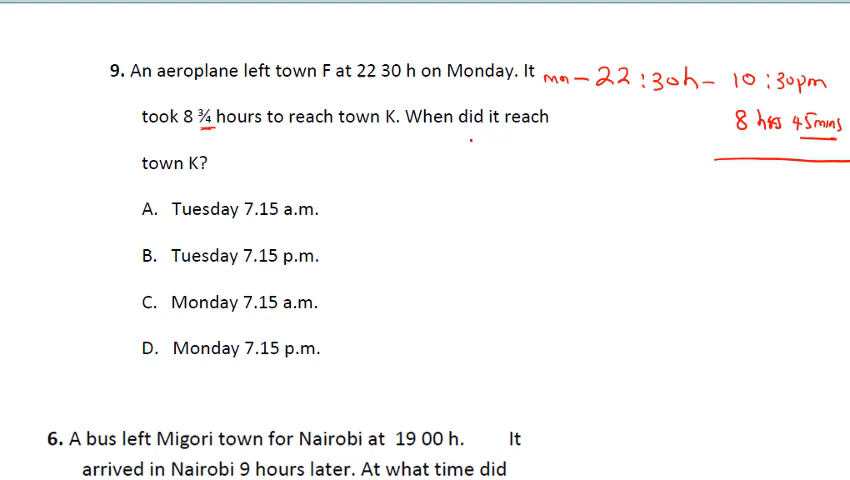 9. An aeroplane left town F at 22 30 h on Monday. It
took 8 ¾ hours to reach town K. When did it reach
town K?
A. Tuesday 7.15 a.m.
B. Tuesday 7.15 p.m.
C. Monday 7.15 a.m.
D. Monday 7.15 p.m.
mon - 22 : 30h - 10 : 30pm
8 hrs 45mins
6. A bus left Migori town for Nairobi at 19 00 h. It
arrived in Nairobi 9 hours later. At what time did